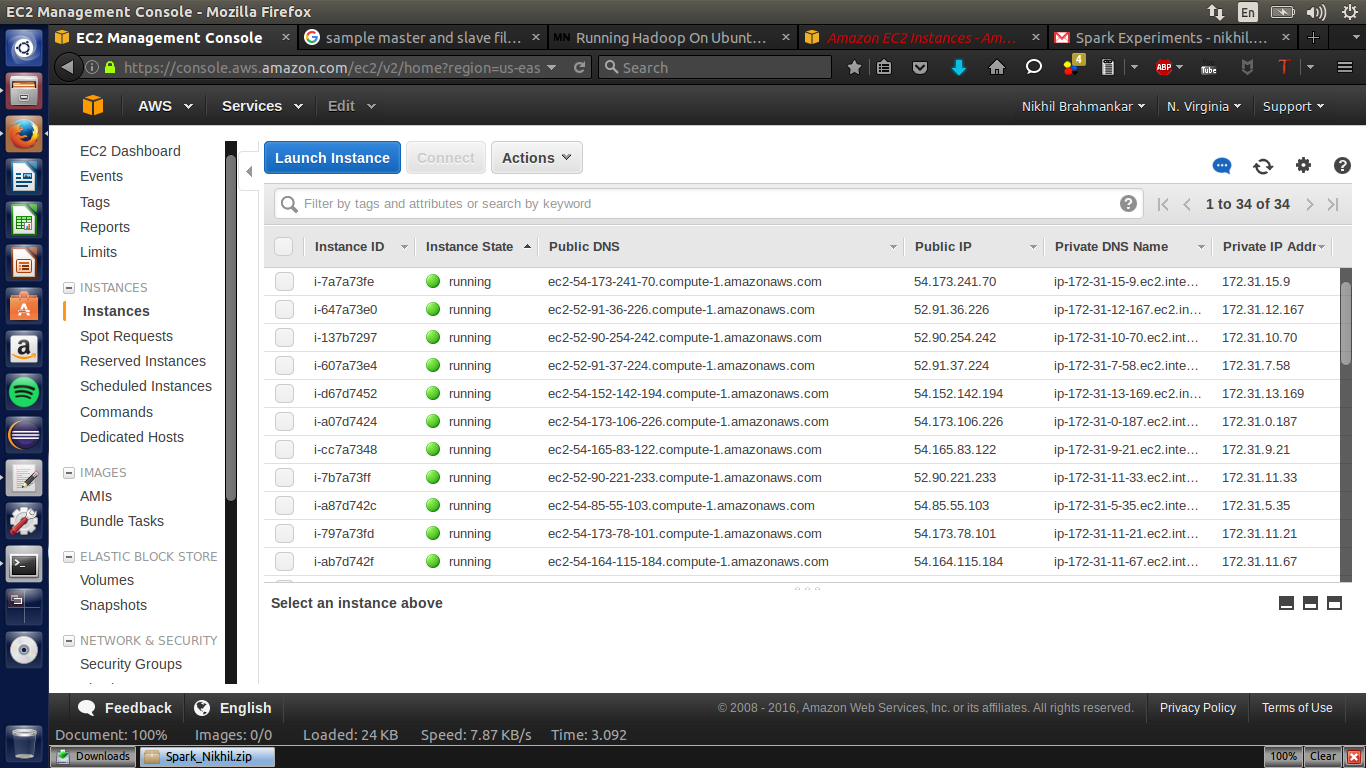 EC2 Management Console - Mozilla Firefox
En
EC2 Management Console
sample master and slave fil...
MN Running Hadoop On Ubunt...
Amazon EC2 Instances - Am...
Spark Experiments - nikhil....
https://console.aws.amazon.com/ec2/v2/home?region=us-eas
Search
4
ABP
You
Tube
T
AWS Services Edit
Nikhil Brahmankar N. Virginia Support
EC2 Dashboard
Events
Tags
Reports
Limits
INSTANCES
Instances
Spot Requests
Reserved Instances
Scheduled Instances
Commands
Dedicated Hosts
IMAGES
AMIs
Bundle Tasks
ELASTIC BLOCK STORE
Volumes
Snapshots
NETWORK & SECURITY
Security Groups
Launch Instance Connect Actions
Filter by tags and attributes or search by keyword
1 to 34 of 34
Instance ID Instance State Public DNS Public IP Private DNS Name Private IP Addr
i-7a7a73fe running ec2-54-173-241-70.compute-1.amazonaws.com 54.173.241.70 ip-172-31-15-9.ec2.inte... 172.31.15.9
i-647a73e0 running ec2-52-91-36-226.compute-1.amazonaws.com 52.91.36.226 ip-172-31-12-167.ec2.in... 172.31.12.167
i-137b7297 running ec2-52-90-254-242.compute-1.amazonaws.com 52.90.254.242 ip-172-31-10-70.ec2.int... 172.31.10.70
i-607a73e4 running ec2-52-91-37-224.compute-1.amazonaws.com 52.91.37.224 ip-172-31-7-58.ec2.inte... 172.31.7.58
i-d67d7452 running ec2-54-152-142-194.compute-1.amazonaws.com 54.152.142.194 ip-172-31-13-169.ec2.in... 172.31.13.169
i-a07d7424 running ec2-54-173-106-226.compute-1.amazonaws.com 54.173.106.226 ip-172-31-0-187.ec2.int... 172.31.0.187
i-cc7a7348 running ec2-54-165-83-122.compute-1.amazonaws.com 54.165.83.122 ip-172-31-9-21.ec2.inte... 172.31.9.21
i-7b7a73ff running ec2-52-90-221-233.compute-1.amazonaws.com 52.90.221.233 ip-172-31-11-33.ec2.int... 172.31.11.33
i-a87d742c running ec2-54-85-55-103.compute-1.amazonaws.com 54.85.55.103 ip-172-31-5-35.ec2.inte... 172.31.5.35
i-797a73fd running ec2-54-173-78-101.compute-1.amazonaws.com 54.173.78.101 ip-172-31-11-21.ec2.int... 172.31.11.21
i-ab7d742f running ec2-54-164-115-184.compute-1.amazonaws.com 54.164.115.184 ip-172-31-11-67.ec2.int... 172.31.11.67
Select an instance above
Feedback English
© 2008 - 2016, Amazon Web Services, Inc. or its affiliates. All rights reserved. Privacy Policy Terms of Use
Document: 100% Images: 0/0 Loaded: 24 KB Speed: 7.87 KB/s Time: 3.092
Downloads Spark_Nikhil.zip 100% Clear